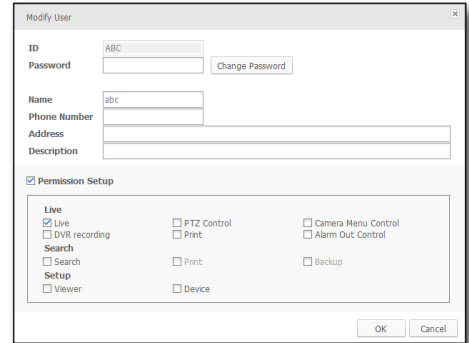 Modify User
ID ABC
Password Change Password
Name abc
Phone Number
Address
Description
Permission Setup
Live
Live PTZ Control Camera Menu Control
DVR recording Print Alarm Out Control
Search
Search Print Backup
Setup
Viewer Device
OK Cancel